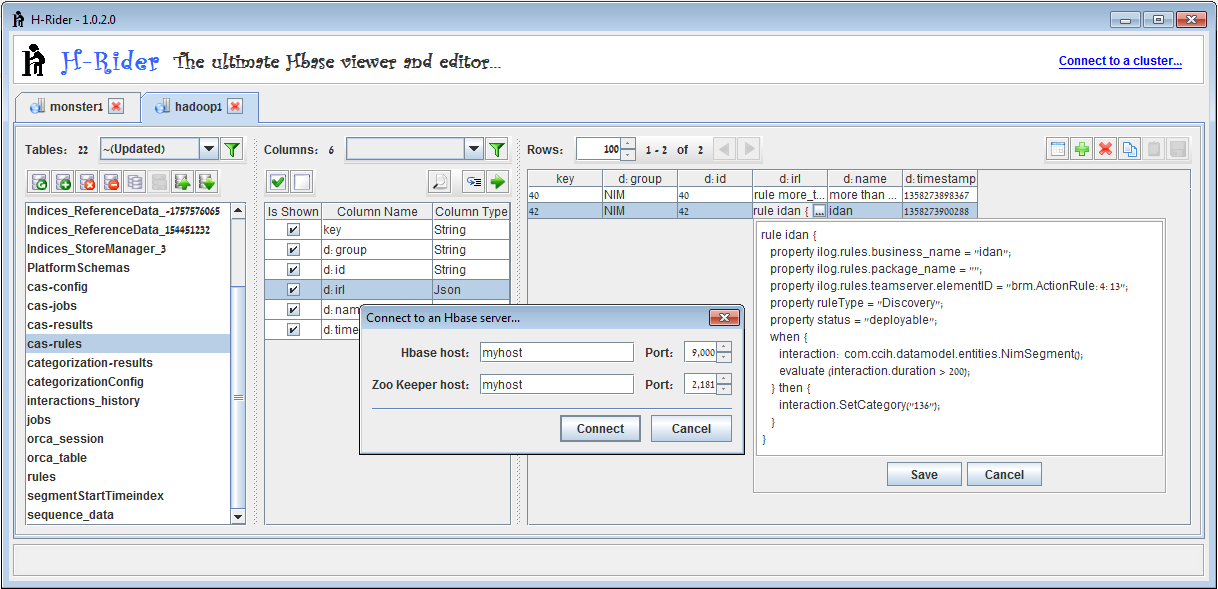 H-Rider - 1.0.2.0
H-Rider The ultimate Hbase viewer and editor...
Connect to a cluster...
monster1 hadoop1
Tables: 22 ~(Updated)
Columns: 6
Rows: 100 1 - 2 of 2
Indices_ReferenceData_-1757576065
Indices_ReferenceData_154451232
Indices_StoreManager_3
PlatformSchemas
cas-config
cas-jobs
cas-results
cas-rules
categorization-results
categorizationConfig
interactions_history
jobs
orca_session
orca_table
rules
segmentStartTimeindex
sequence_data
Is Shown Column Name Column Type
key String
d:group String
d:id String
d:irl Json
d:nam
d:time
key d:group d:id d:irl d:name d:timestamp
40 NIM 40 rule more_t... more than ... 1358273898367
42 NIM 42 rule idan { ... idan 1358273900288
rule idan {
property ilog.rules.business_name = "idan";
property ilog.rules.package_name = "";
property ilog.rules.teamserver.elementID = "brm.ActionRule:4:13";
property ruleType = "Discovery";
property status = "deployable";
when {
interaction: com.ccih.datamodel.entities.NimSegment();
evaluate (interaction.duration > 200);
} then {
interaction.SetCategory("136");
}
}
Save Cancel
Connect to an Hbase server...
Hbase host: myhost Port: 9,000
Zoo Keeper host: myhost Port: 2,181
Connect Cancel